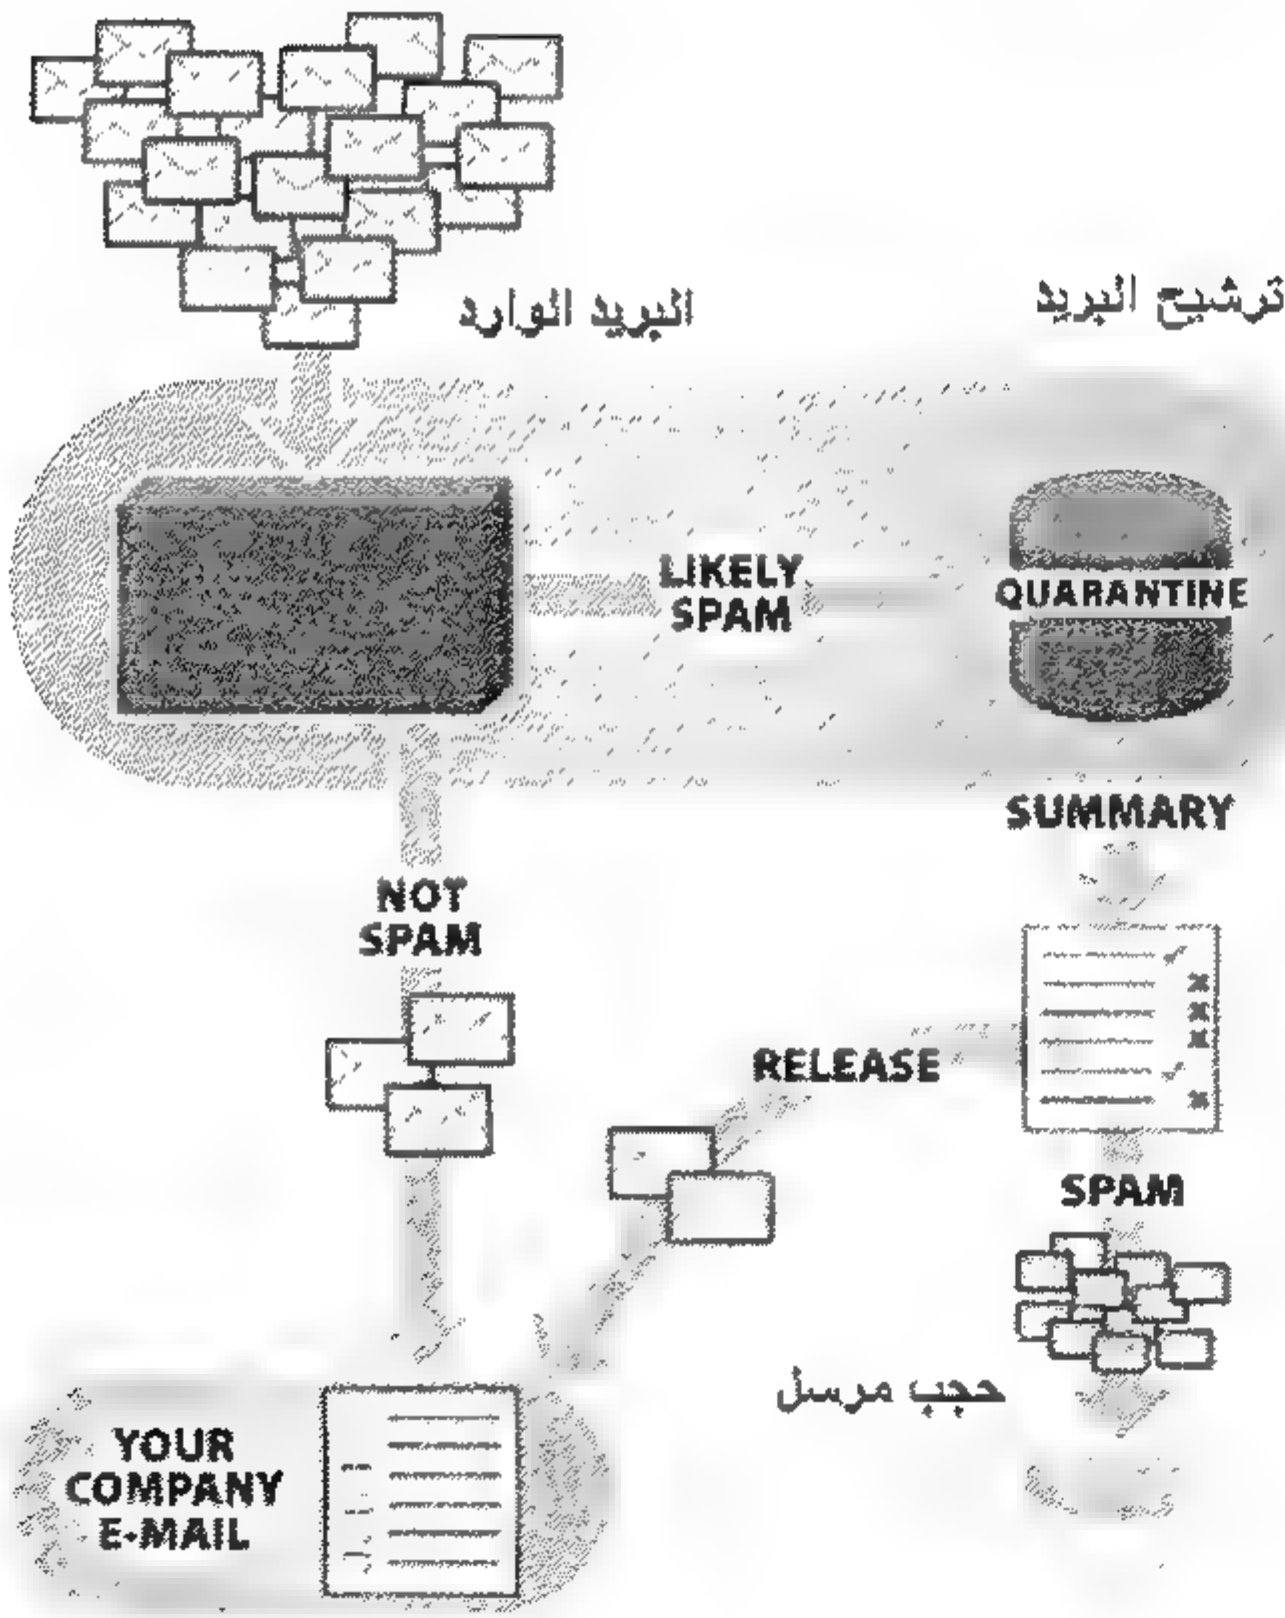 البريد الوارد
ترشيح البريد
LIKELY
SPAM
QUARANTINE
SUMMARY
NOT
SPAM
RELEASE
SPAM
حجب مرسل
YOUR
COMPANY
E-MAIL